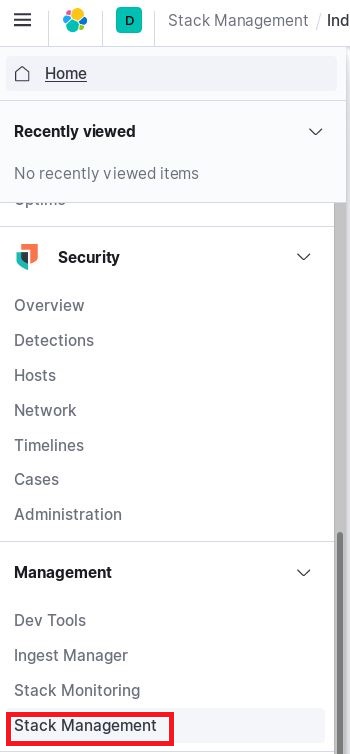 D Stack Management / Ind
Home
Recently viewed
No recently viewed items
Uptime
Security
Overview
Detections
Hosts
Network
Timelines
Cases
Administration
Management
Dev Tools
Ingest Manager
Stack Monitoring
Stack Management